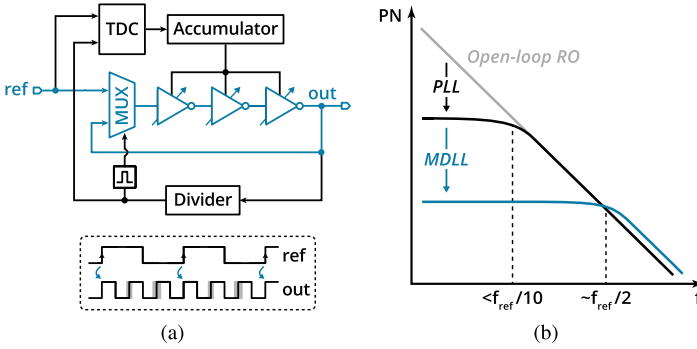 TDC
Accumulator
ref
MUX
out
Divider
ref
out
(a)
PN
Open-loop RO
PLL
MDLL
<f_ref/10
~f_ref/2
f
(b)